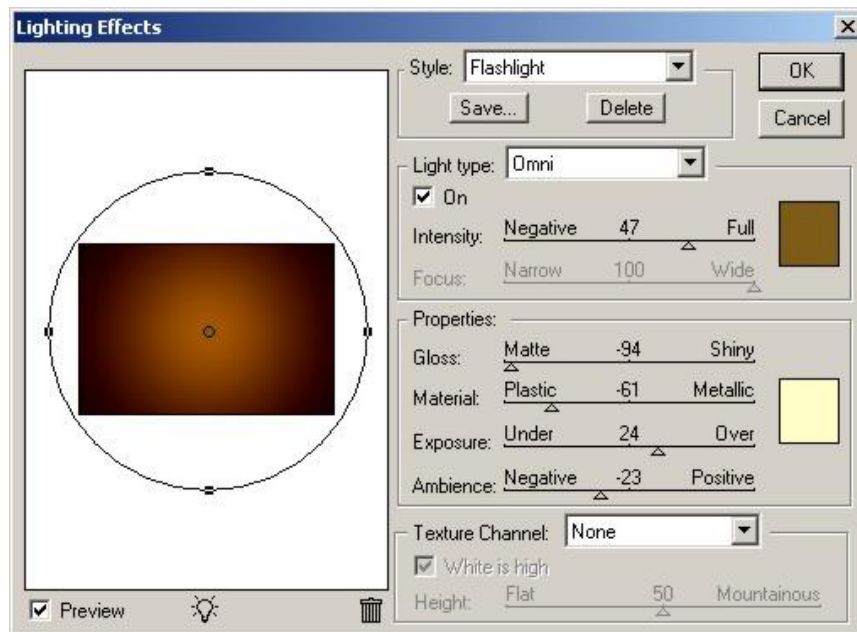 Lighting Effects
Style: Flashlight
OK
Save... Delete
Cancel
Light type: Omni
On
Intensity: Negative 47 Full
Focus: Narrow 100 Wide
Properties:
Gloss: Matte -94 Shiny
Material: Plastic -61 Metallic
Exposure: Under 24 Over
Ambience: Negative -23 Positive
Texture Channel: None
White is high
Height: Flat 50 Mountainous
Preview